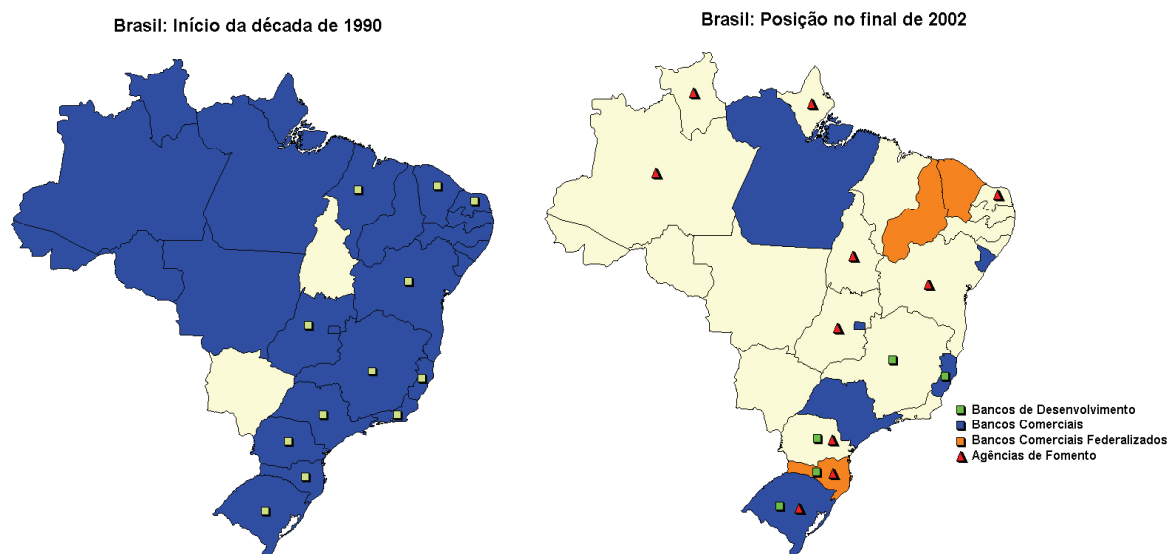 Brasil: Início da década de 1990
Brasil: Posição no final de 2002
Bancos de Desenvolvimento
Bancos Comerciais
Bancos Comerciais Federalizados
Agências de Fomento